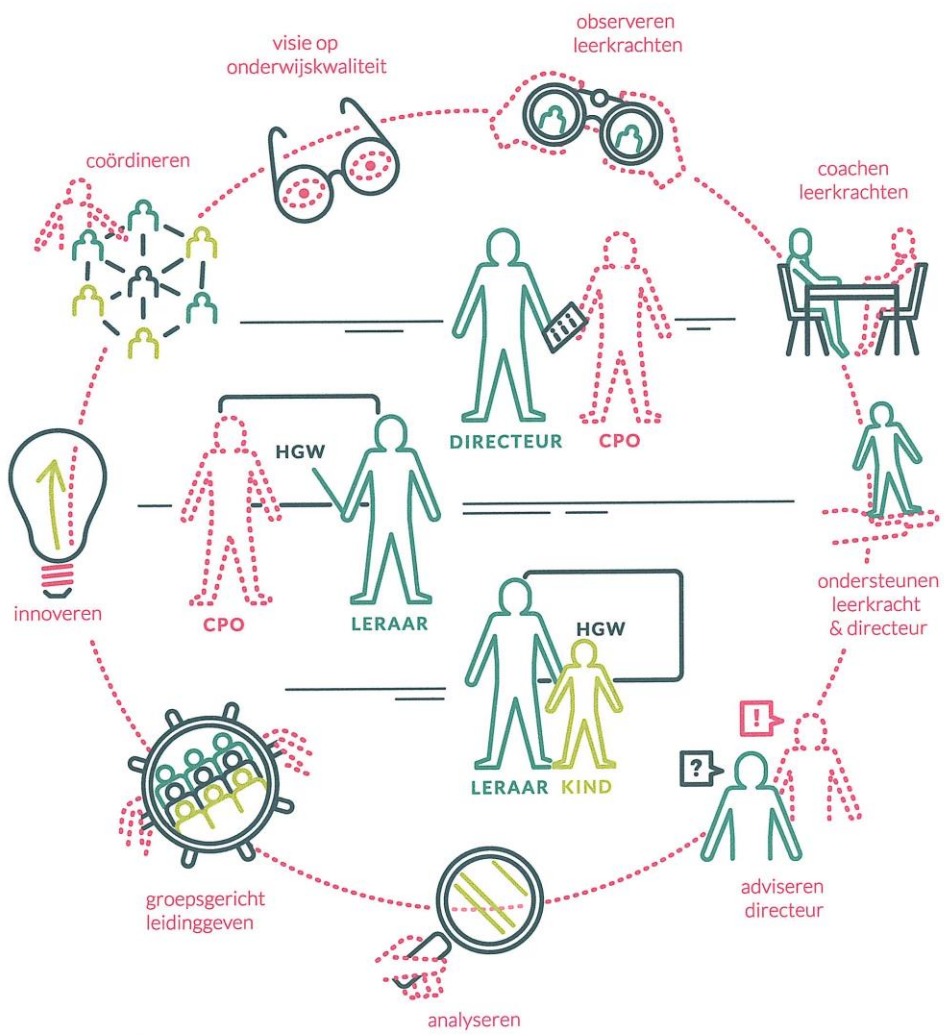 observeren
leerkrachten
visie op
onderwijskwaliteit
coördineren
coachen
leerkrachten
DIRECTEUR
CPO
HGW
CPO
LERAAR
innoveren
ondersteunen
leerkracht
& directeur
HGW
!
?
LERAAR
KIND
groepsgericht
leidinggeven
adviseren
directeur
analyseren